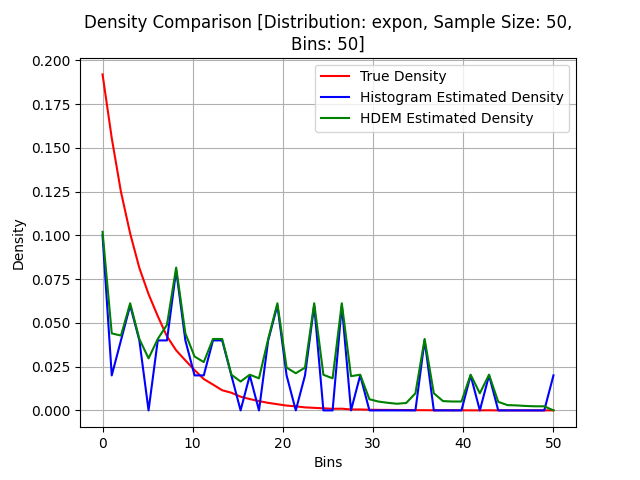 Density Comparison [Distribution: expon, Sample Size: 50,
Bins: 50]
0.200
0.175
0.150
0.125
0.100
0.075
0.050
0.025
0.000
Density
True Density
Histogram Estimated Density
HDEM Estimated Density
0 10 20 30 40 50
Bins